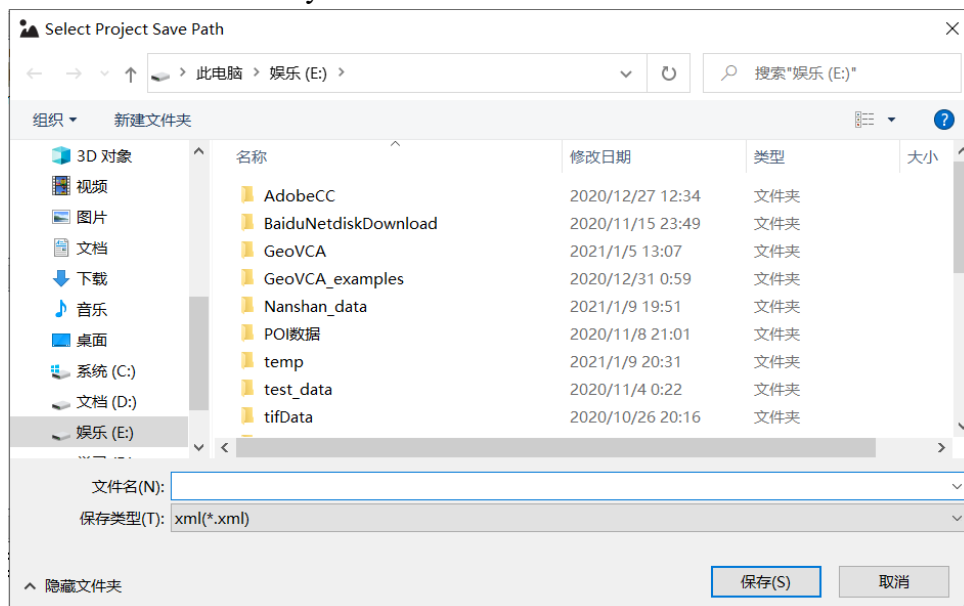 Select Project Save Path
此电脑 > 娱乐 (E:) >
搜索"娱乐 (E:)"
组织
新建文件夹
名称 修改日期 类型 大小
3D 对象
视频
图片
文档
下载
音乐
桌面
系统 (C:)
文档 (D:)
娱乐 (E:)
AdobeCC 2020/12/27 12:34 文件夹
BaiduNetdiskDownload 2020/11/15 23:49 文件夹
GeoVCA 2021/1/5 13:07 文件夹
GeoVCA_examples 2020/12/31 0:59 文件夹
Nanshan_data 2021/1/9 19:51 文件夹
POI数据 2020/11/8 21:01 文件夹
temp 2021/1/9 20:31 文件夹
test_data 2020/11/4 0:22 文件夹
tifData 2020/10/26 20:16 文件夹
文件名(N):
保存类型(T): xml(*.xml)
隐藏文件夹
保存(S)
取消